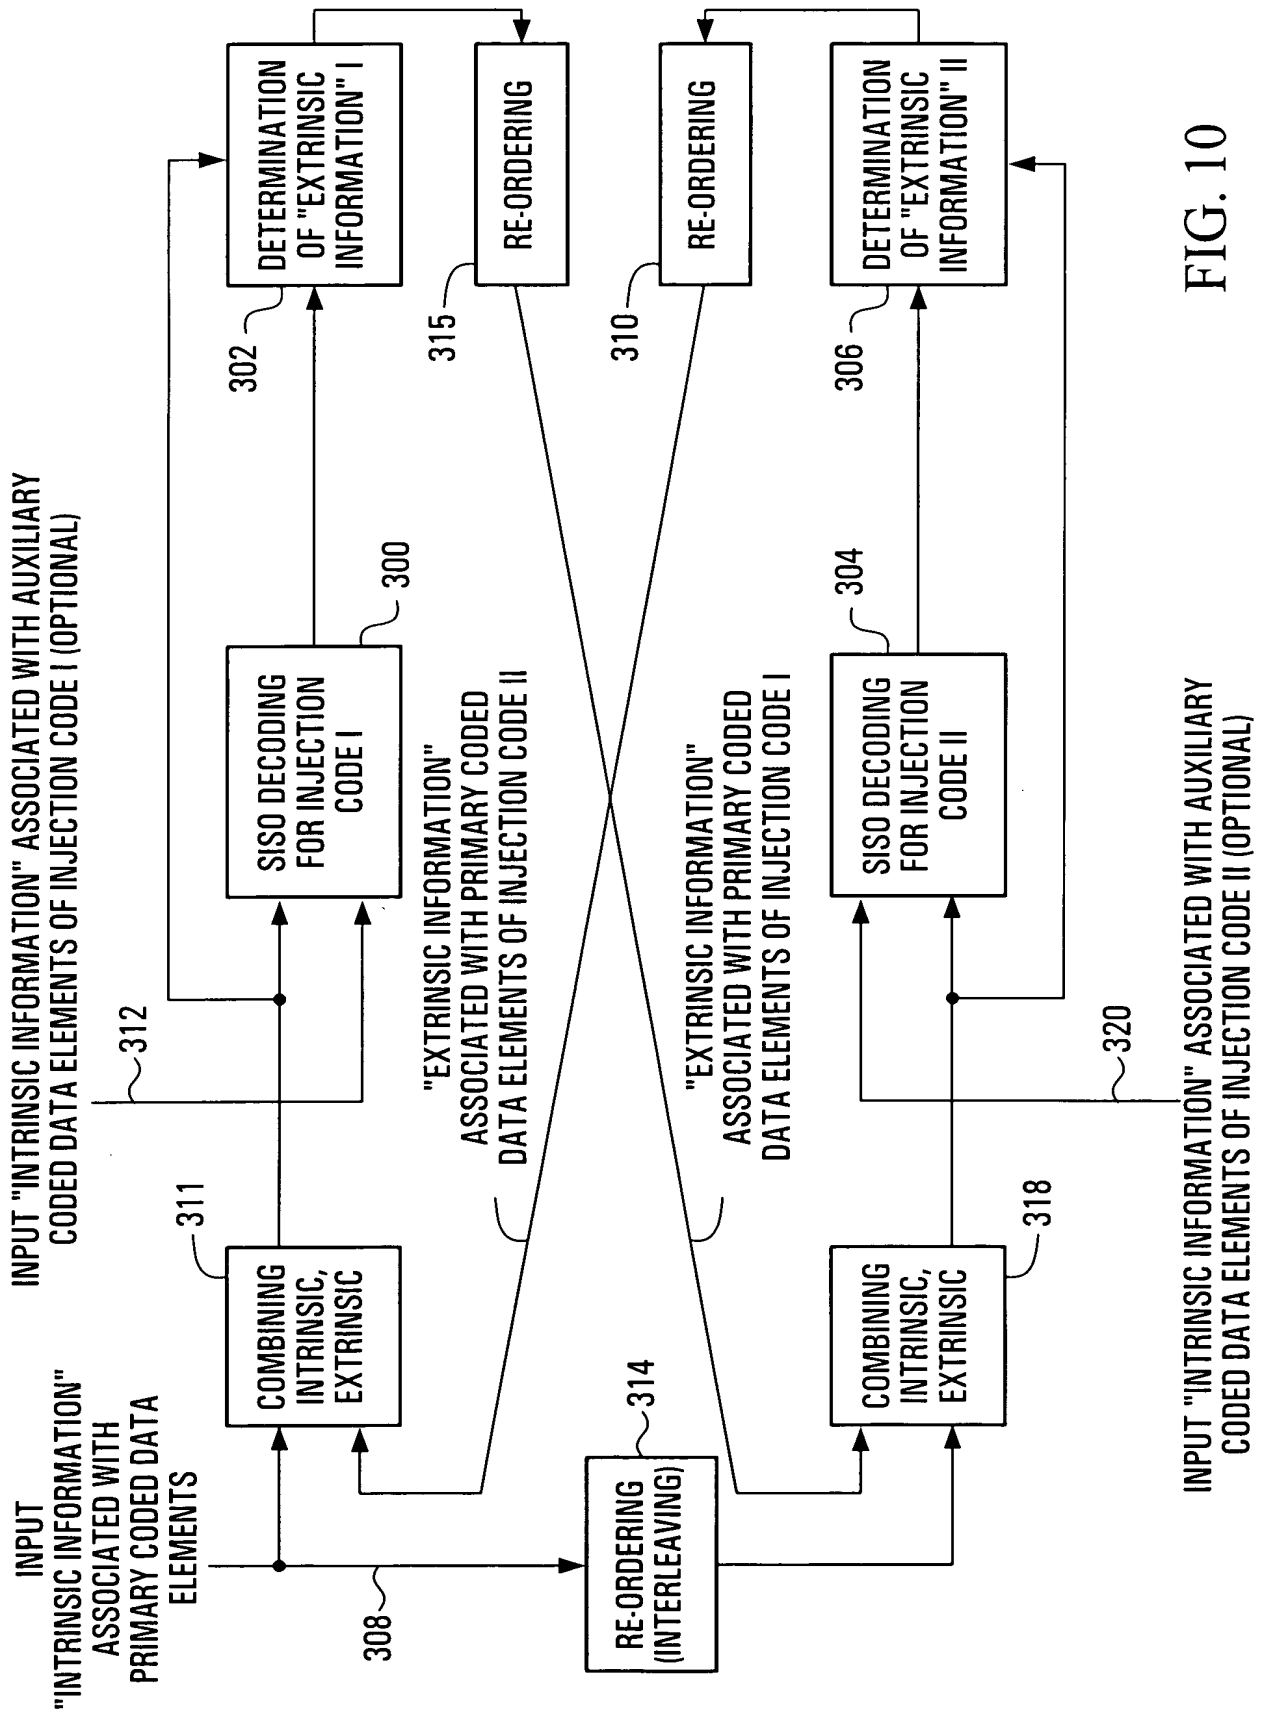 INPUT
"INTRINSIC INFORMATION"
ASSOCIATED WITH
PRIMARY CODED DATA
ELEMENTS
INPUT "INTRINSIC INFORMATION" ASSOCIATED WITH AUXILIARY
CODED DATA ELEMENTS OF INJECTION CODE I (OPTIONAL)
308
311
312
COMBINING
INTRINSIC,
EXTRINSIC
SISO DECODING
FOR INJECTION
CODE I
300
DETERMINATION
OF "EXTRINSIC
INFORMATION" I
302
"EXTRINSIC INFORMATION"
ASSOCIATED WITH PRIMARY CODED
DATA ELEMENTS OF INJECTION CODE II
315
RE-ORDERING
RE-ORDERING
(INTERLEAVING)
314
"EXTRINSIC INFORMATION"
ASSOCIATED WITH PRIMARY CODED
DATA ELEMENTS OF INJECTION CODE I
310
RE-ORDERING
COMBINING
INTRINSIC,
EXTRINSIC
318
SISO DECODING
FOR INJECTION
CODE II
304
DETERMINATION
OF "EXTRINSIC
INFORMATION" II
306
320
INPUT "INTRINSIC INFORMATION" ASSOCIATED WITH AUXILIARY
CODED DATA ELEMENTS OF INJECTION CODE II (OPTIONAL)
FIG. 10